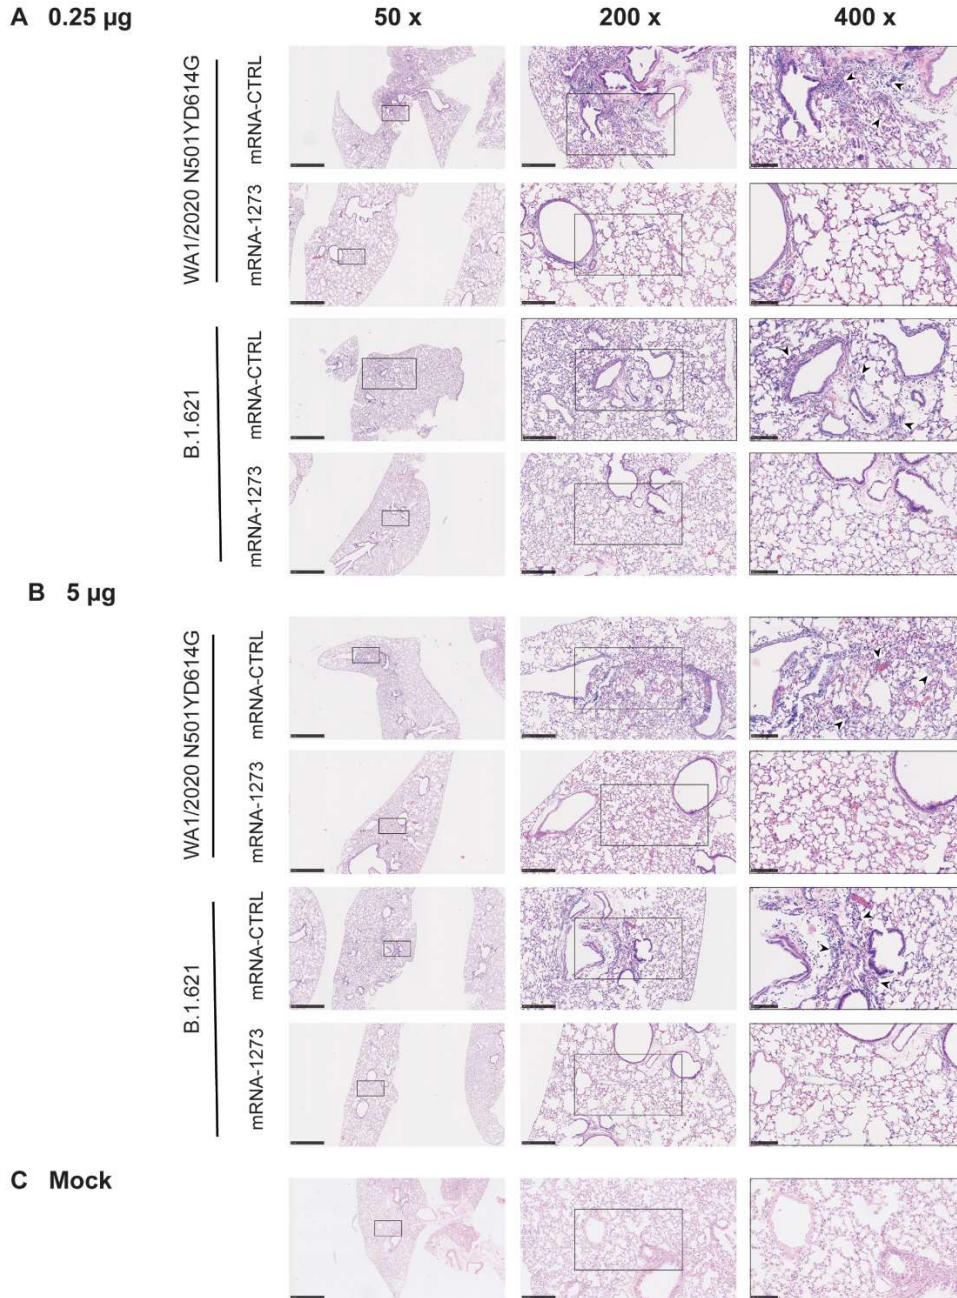 A 0.25 µg 50 x 200 x 400 x
WA1/2020 N501YD614G
mRNA-CTRL
mRNA-1273
B.1.621
mRNA-CTRL
mRNA-1273
B 5 µg
WA1/2020 N501YD614G
mRNA-CTRL
mRNA-1273
B.1.621
mRNA-CTRL
mRNA-1273
C Mock